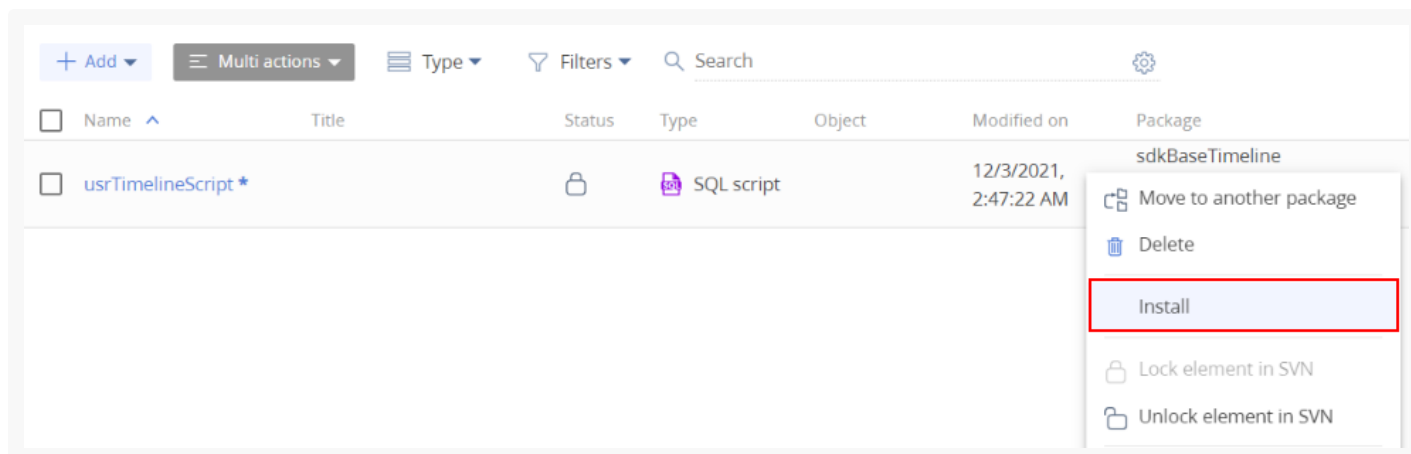 Add
Multi actions
Type
Filters
Search
Name
Title
Status
Type
Object
Modified on
Package
usrTimelineScript *
SQL
SQL script
12/3/2021,
2:47:22 AM
sdkBaseTimeline
Move to another package
Delete
Install
Lock element in SVN
Unlock element in SVN